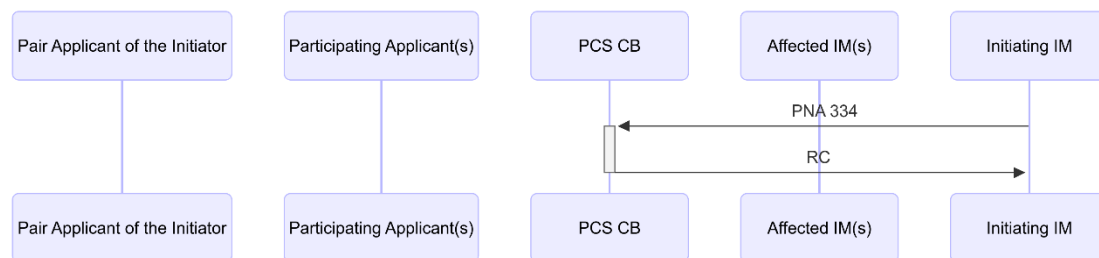 Pair Applicant of the Initiator
Participating Applicant(s)
PCS CB
Affected IM(s)
Initiating IM
PNA 334
RC
Pair Applicant of the Initiator
Participating Applicant(s)
PCS CB
Affected IM(s)
Initiating IM